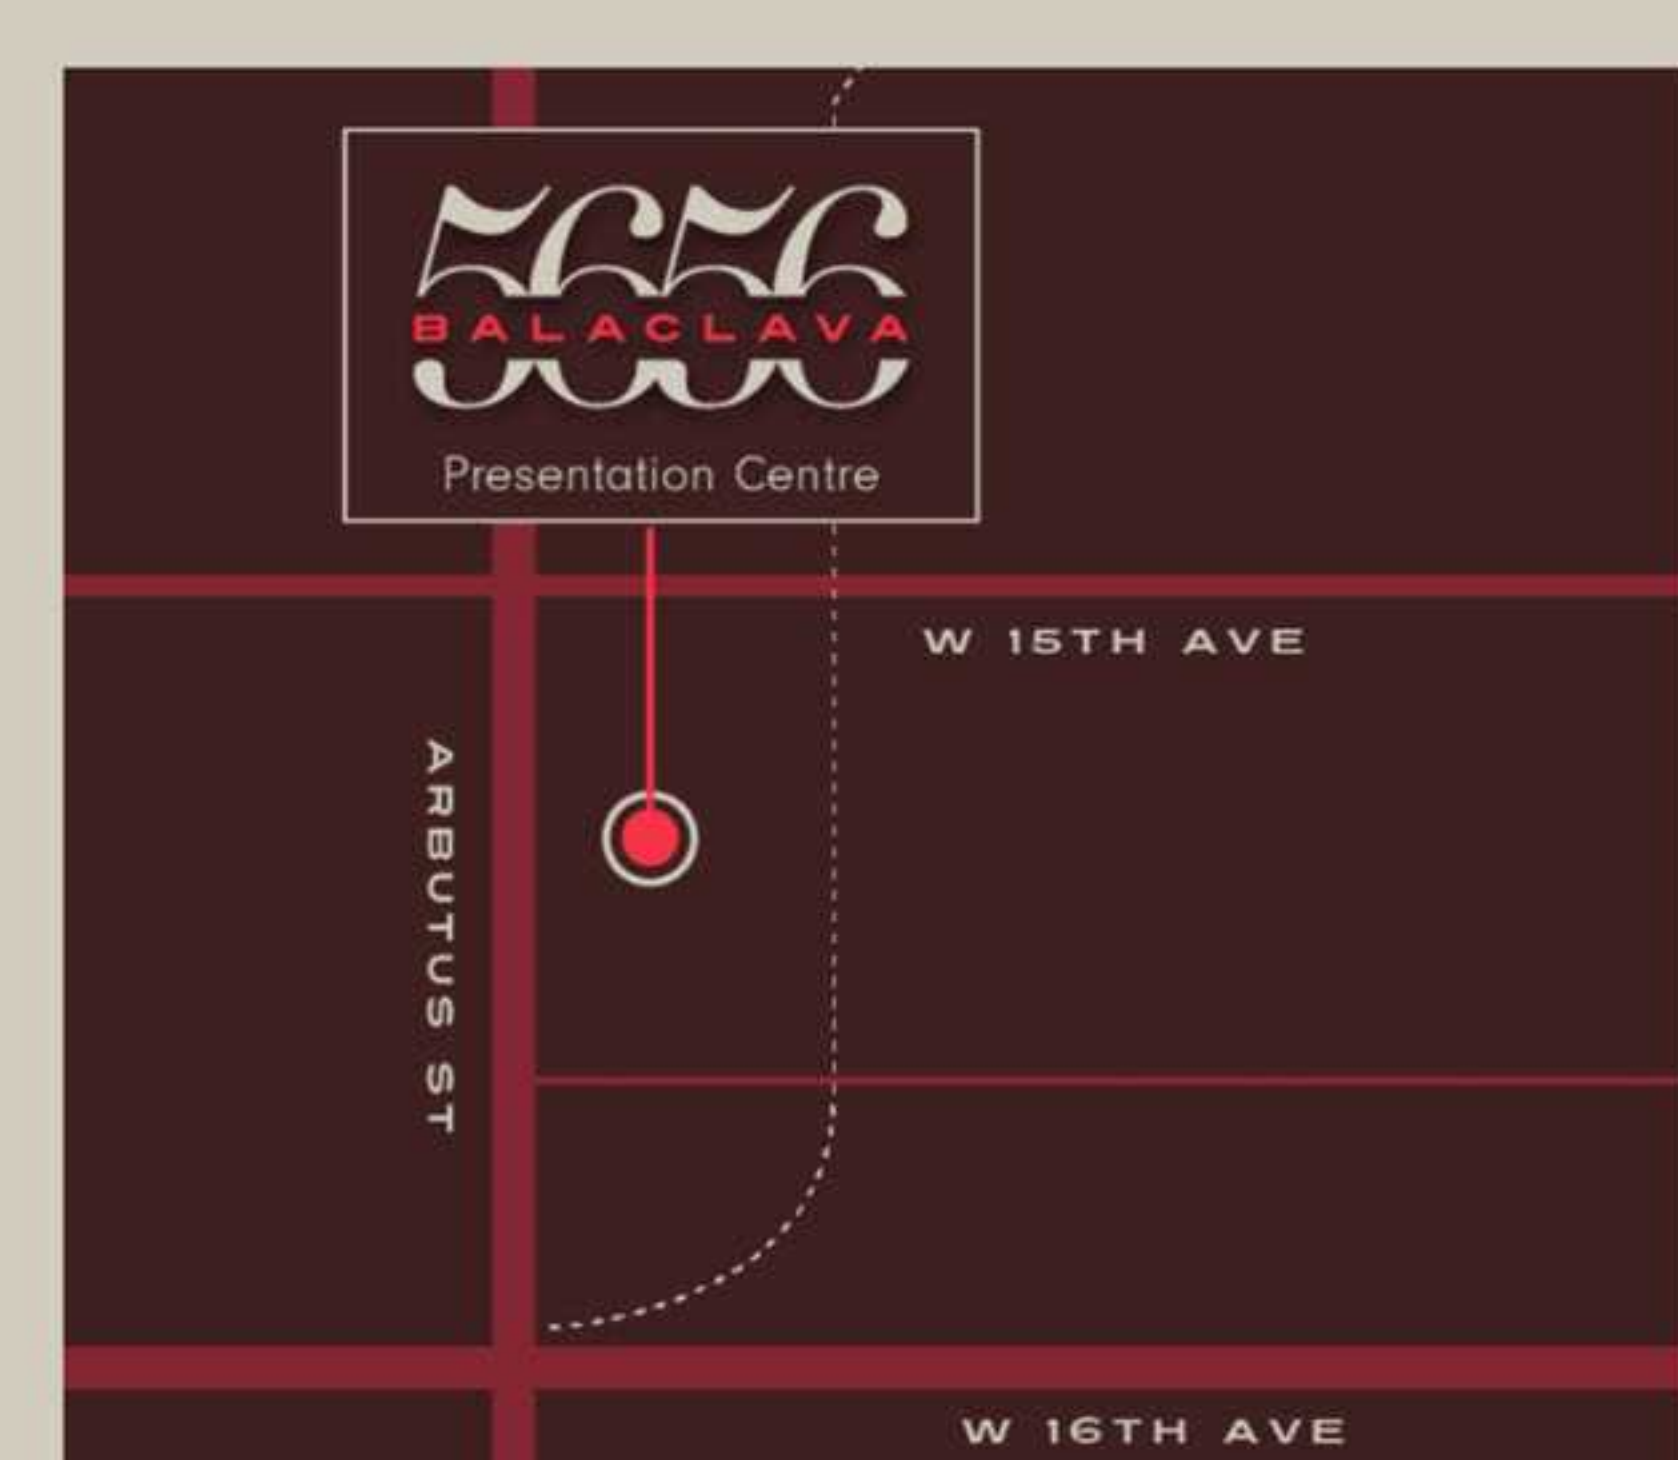 5656
BALACLAVA
Presentation Centre
W 15TH AVE
ARBUTUS ST
W 16TH AVE